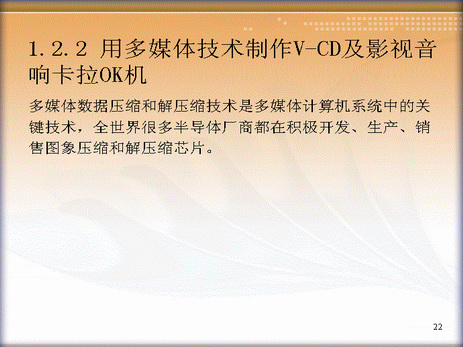 1.2.2 用多媒体技术制作V-CD及影视音
响卡拉OK机
多媒体数据压缩和解压缩技术是多媒体计算机系统中的关
键技术，全世界很多半导体厂商都在积极开发、生产、销
售图象压缩和解压缩芯片。
22